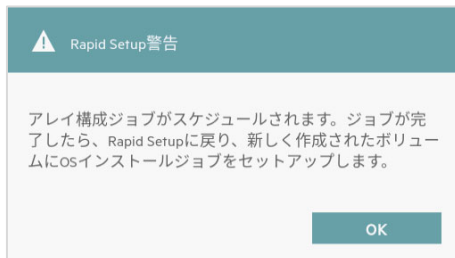 Rapid Setup警告
アレイ構成ジョブがスケジュールされます。ジョブが完
了したら、Rapid Setupに戻り、新しく作成されたボリュー
ムにOSインストールジョブをセットアップします。
OK